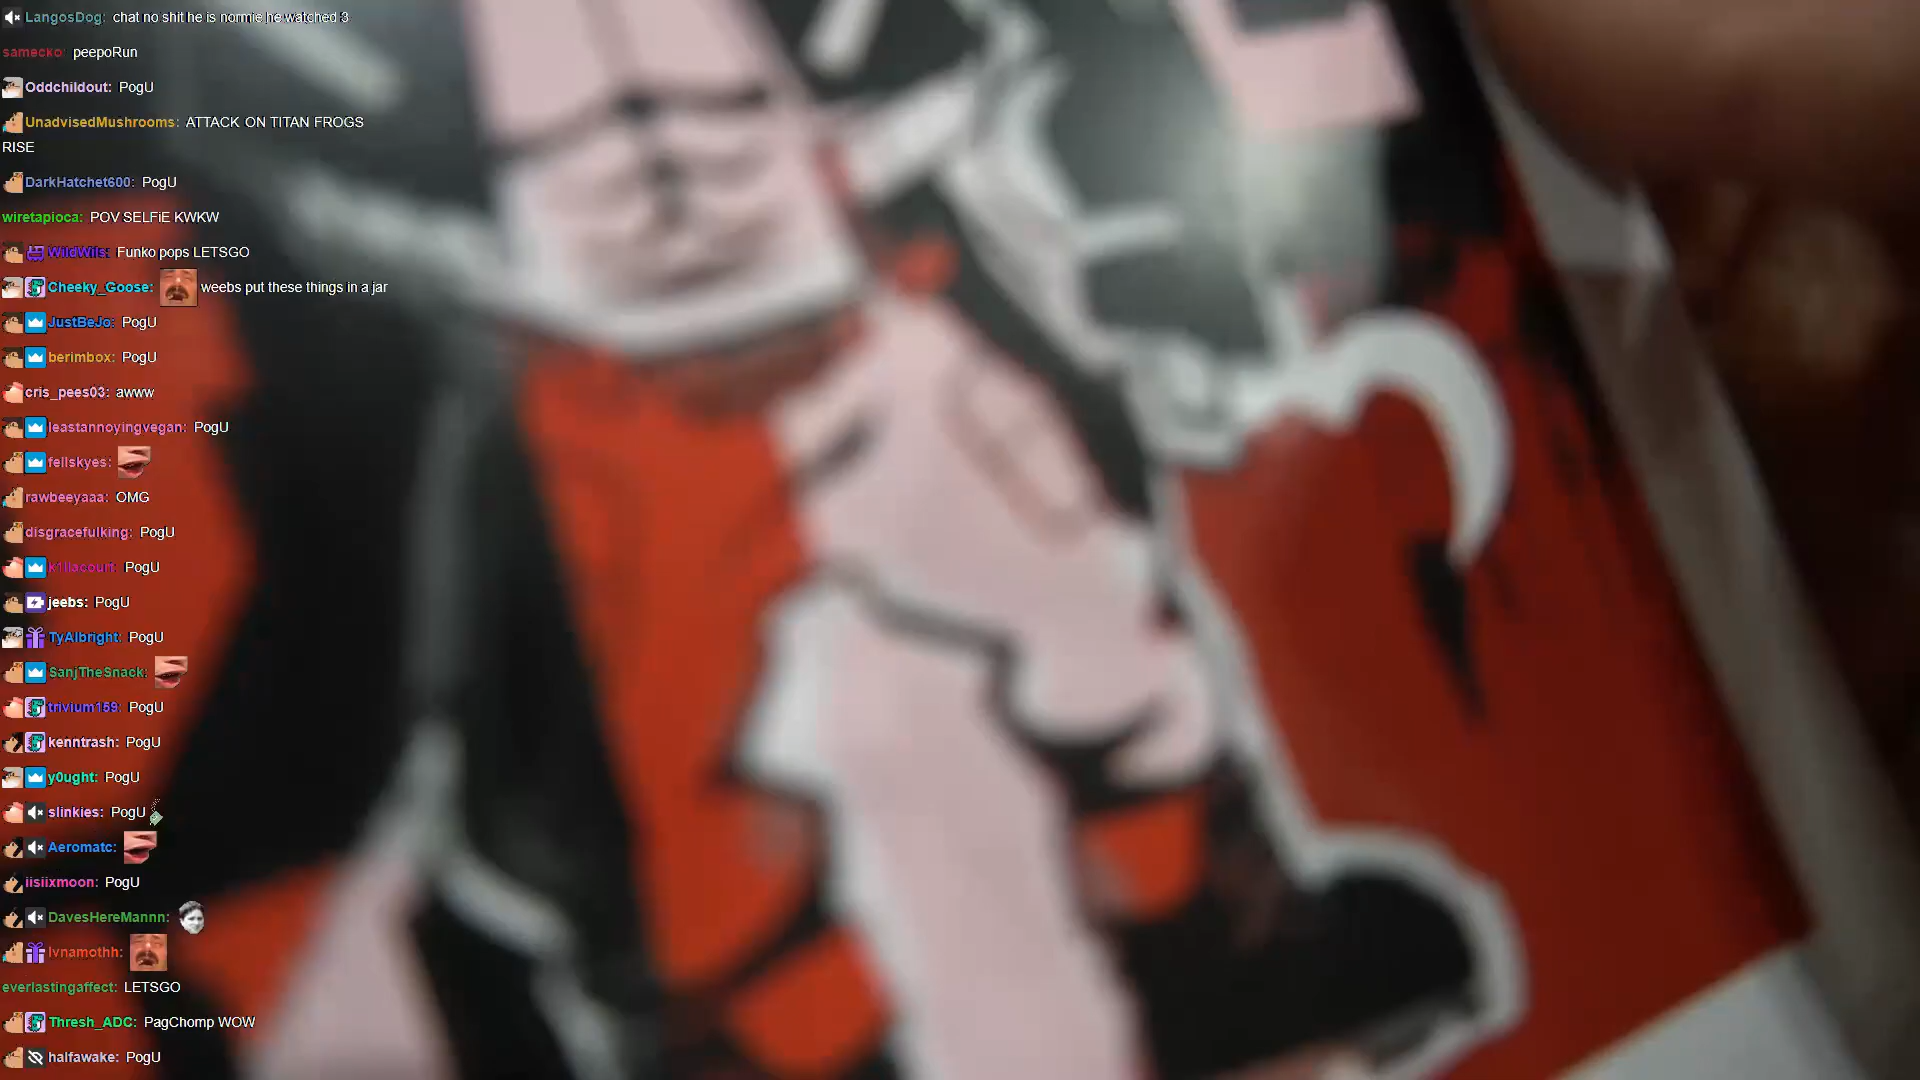 LangosDog: chat no shit he is normie he watched 3
samecko: peepoRun
Oddchildout: PogU
UnadvisedMushrooms: ATTACK ON TITAN FROGS
RISE
DarkHatchet600: PogU
wiretapioca: POV SELFiE KWKW
WildWils: Funko pops LETSGO
Cheeky_Goose: weebs put these things in a jar
JustBeJo: PogU
berimbox: PogU
cris_pees03: awww
leastannoyingvegan: PogU
fellskyes:
rawbeeyaaa: OMG
disgracefulking: PogU
k1llacourt: PogU
jeebs: PogU
TyAlbright: PogU
SanjTheSnack:
trivium159: PogU
kenntrash: PogU
y0ught: PogU
slinkies: PogU
Aeromatc:
iisiixmoon: PogU
DavesHereMannn:
lvnamothh:
everlastingaffect: LETSGO
Thresh_ADC: PagChomp WOW
halfawake: PogU